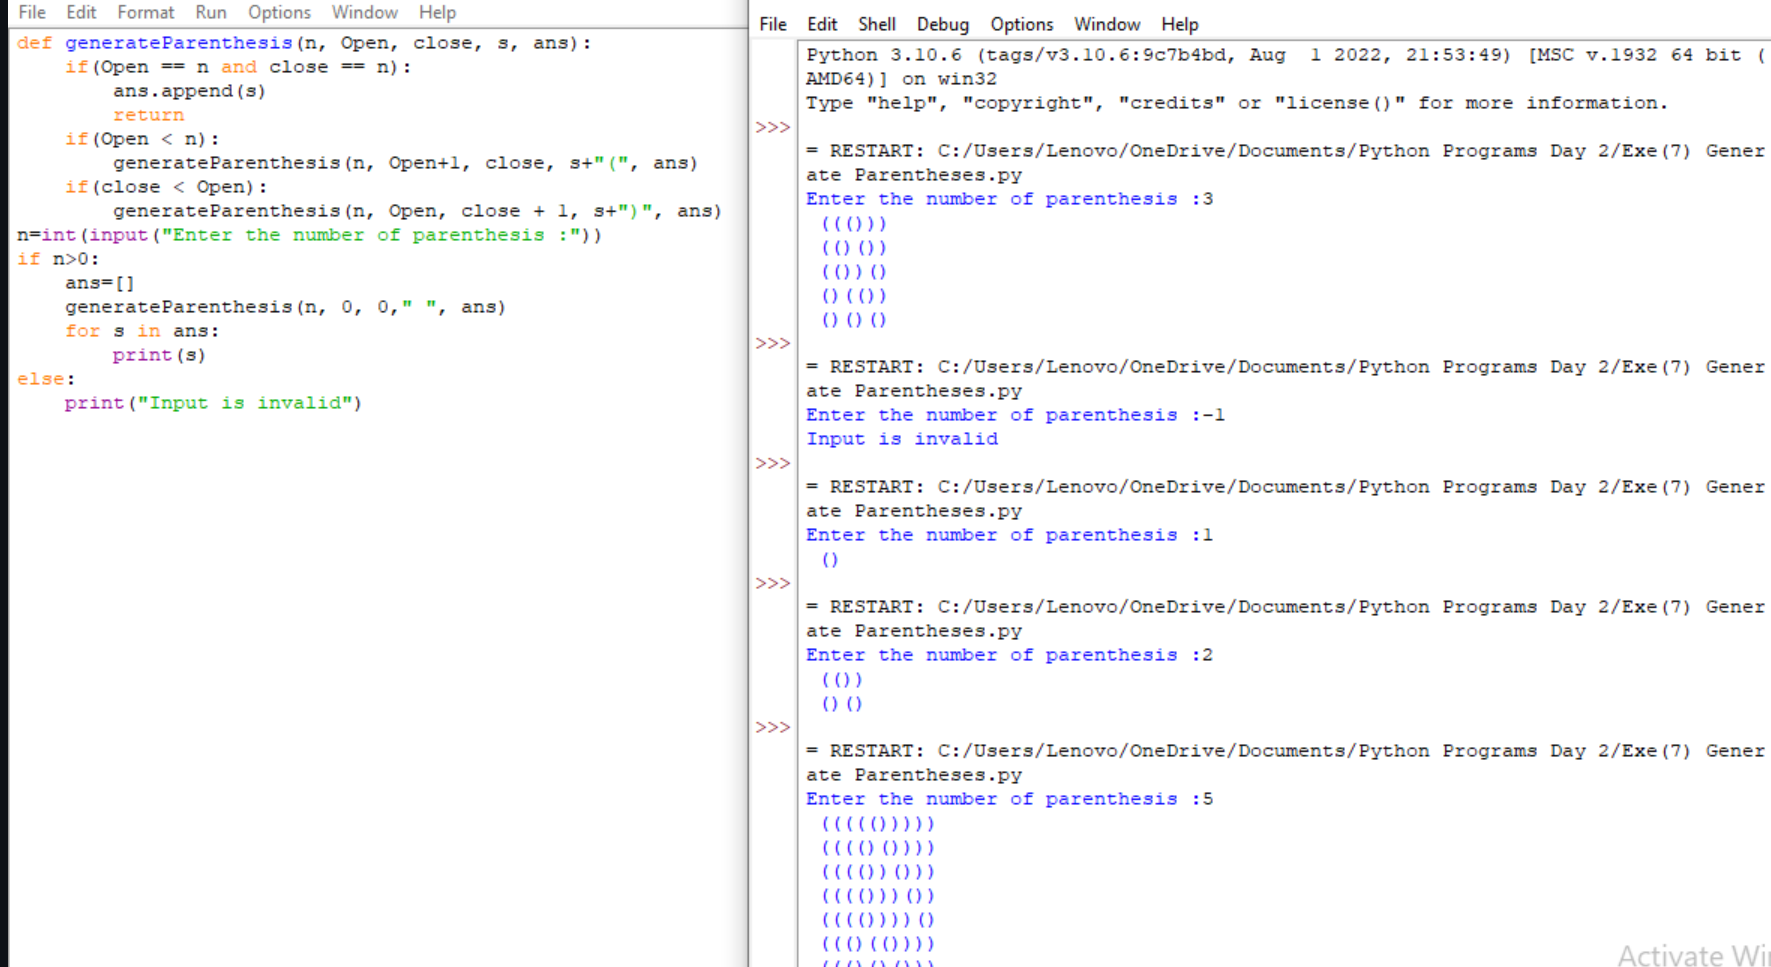 File Edit Format Run Options Window Help
def generateParenthesis(n, Open, close, s, ans):
    if(Open == n and close == n):
        ans.append(s)
        return
    if(Open < n):
        generateParenthesis(n, Open+1, close, s+"(", ans)
    if(close < Open):
        generateParenthesis(n, Open, close + 1, s+")", ans)
n=int(input("Enter the number of parenthesis :"))
if n>0:
    ans=[]
    generateParenthesis(n, 0, 0," ", ans)
    for s in ans:
        print(s)
else:
    print("Input is invalid")
File Edit Shell Debug Options Window Help
Python 3.10.6 (tags/v3.10.6:9c7b4bd, Aug  1 2022, 21:53:49) [MSC v.1932 64 bit (
AMD64)] on win32
Type "help", "copyright", "credits" or "license()" for more information.
>>>
= RESTART: C:/Users/Lenovo/OneDrive/Documents/Python Programs Day 2/Exe(7) Gener
ate Parentheses.py
Enter the number of parenthesis :3
 ((()))
 (()())
 (())()
 ()(())
 ()()()
>>>
= RESTART: C:/Users/Lenovo/OneDrive/Documents/Python Programs Day 2/Exe(7) Gener
ate Parentheses.py
Enter the number of parenthesis :-1
Input is invalid
>>>
= RESTART: C:/Users/Lenovo/OneDrive/Documents/Python Programs Day 2/Exe(7) Gener
ate Parentheses.py
Enter the number of parenthesis :1
 ()
>>>
= RESTART: C:/Users/Lenovo/OneDrive/Documents/Python Programs Day 2/Exe(7) Gener
ate Parentheses.py
Enter the number of parenthesis :2
 (())
 ()()
>>>
= RESTART: C:/Users/Lenovo/OneDrive/Documents/Python Programs Day 2/Exe(7) Gener
ate Parentheses.py
Enter the number of parenthesis :5
 ((((()))))
 (((()())))
 (((())()))
 (((()))())
 (((())))()
 ((()(())))
Activate Wi